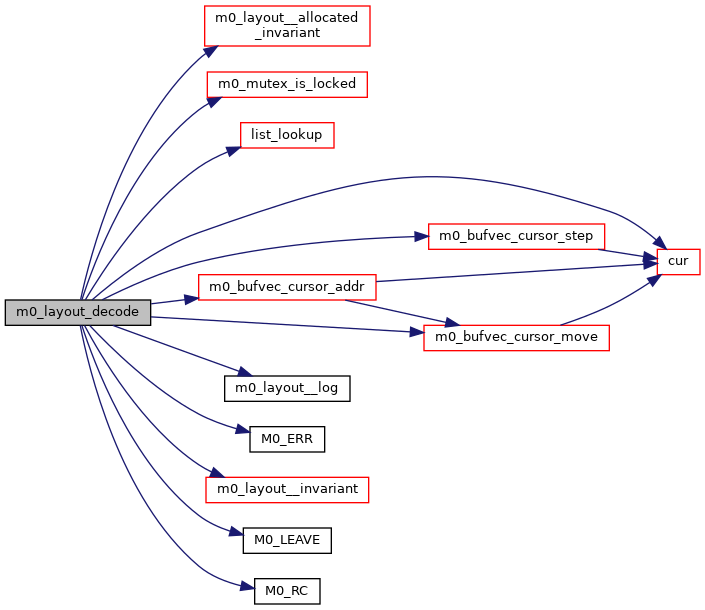 m0_layout__allocated
_invariant
m0_mutex_is_locked
list_lookup
m0_bufvec_cursor_step
cur
m0_bufvec_cursor_addr
m0_layout_decode
m0_bufvec_cursor_move
m0_layout__log
M0_ERR
m0_layout__invariant
M0_LEAVE
M0_RC